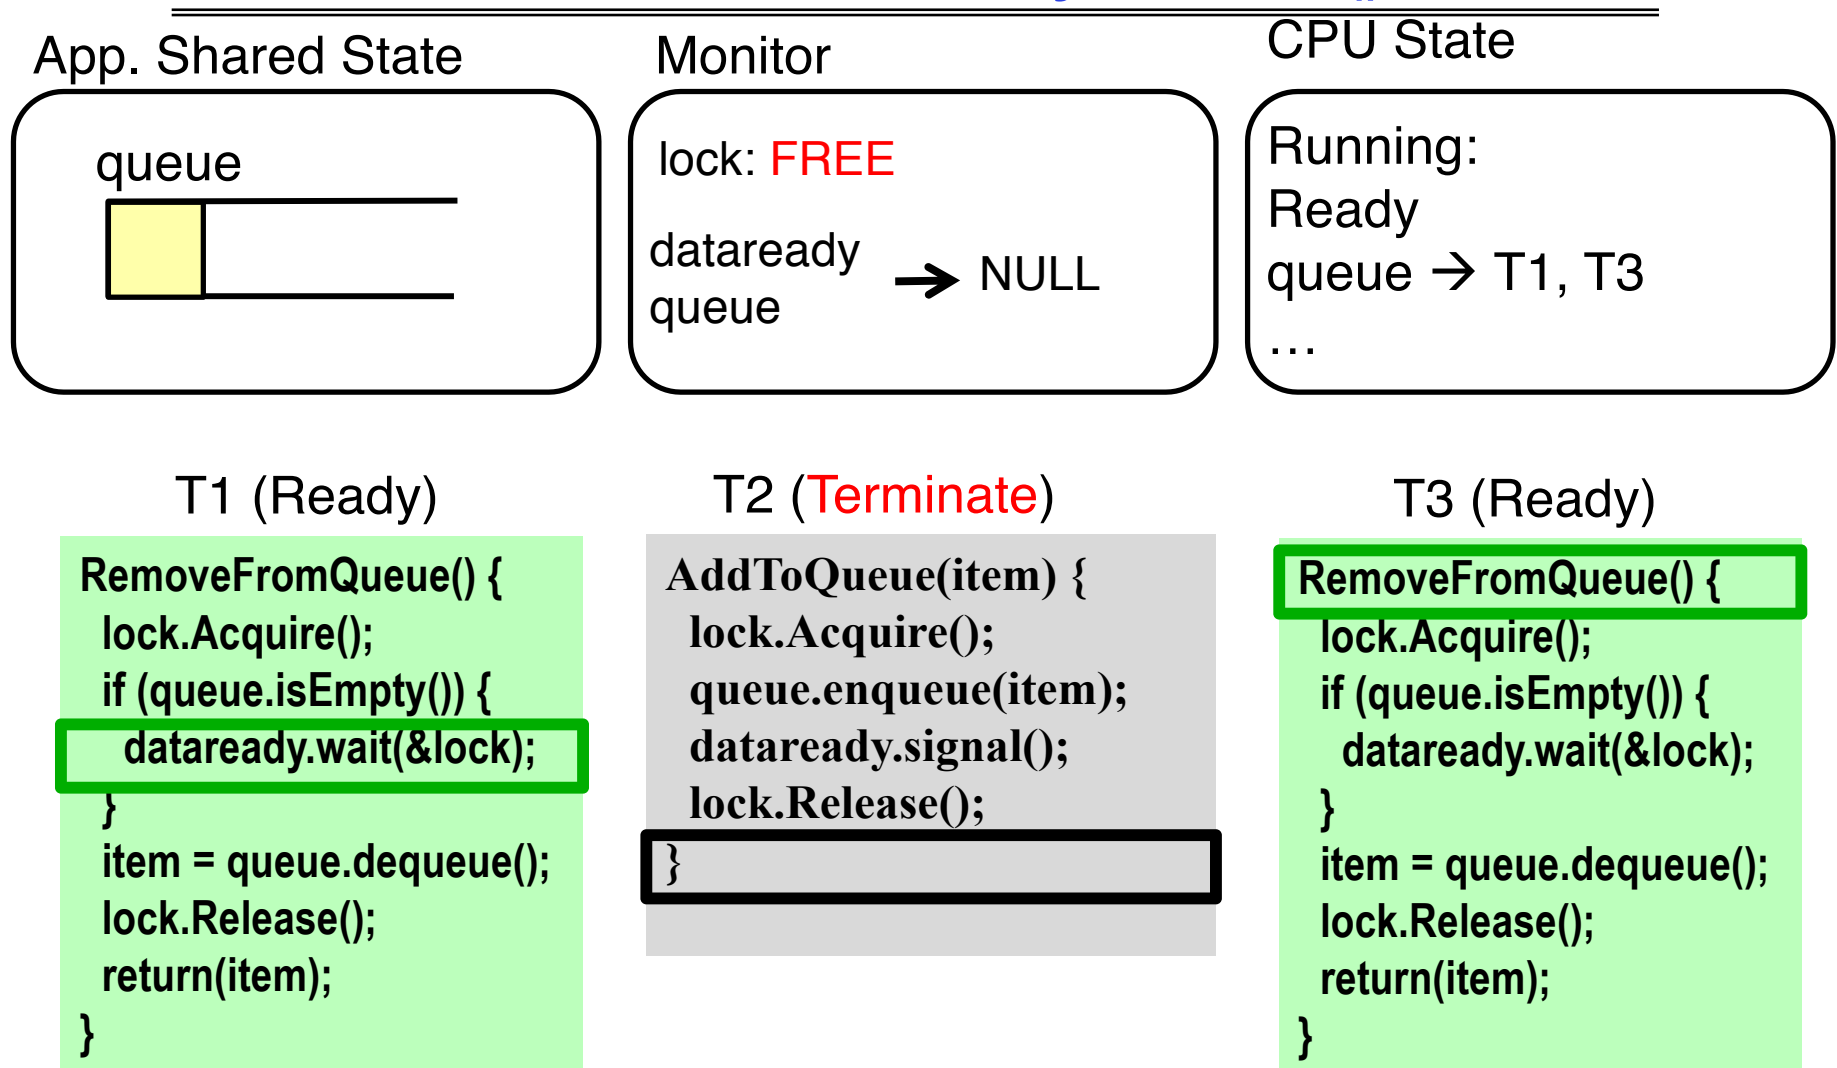 App. Shared State
Monitor
CPU State
queue
lock: FREE
dataready
queue
→ NULL
Running:
Ready
queue → T1, T3
…
T1 (Ready)
RemoveFromQueue() {
lock.Acquire();
if (queue.isEmpty()) {
dataready.wait(&lock);
}
item = queue.dequeue();
lock.Release();
return(item);
}
T2 (Terminate)
AddToQueue(item) {
lock.Acquire();
queue.enqueue(item);
dataready.signal();
lock.Release();
}
T3 (Ready)
RemoveFromQueue() {
lock.Acquire();
if (queue.isEmpty()) {
dataready.wait(&lock);
}
item = queue.dequeue();
lock.Release();
return(item);
}